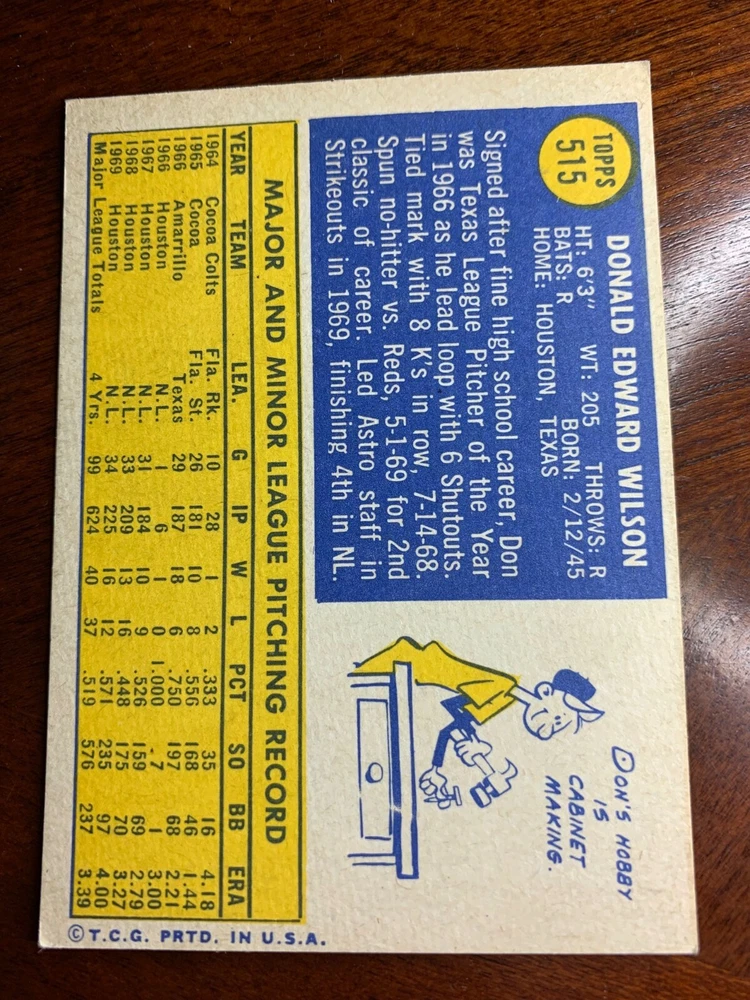 TOPPS
515
DONALD EDWARD WILSON
HT: 6'3" WT: 205 THROWS: R
BATS: R BORN: 2/12/45
HOME: HOUSTON, TEXAS
Signed after fine high school career, Don
was Texas League Pitcher of the Year
in 1966 as he lead loop with 6 Shutouts.
Tied mark with 8 K's in row, 7-14-68.
Spun no-hitter vs. Reds, 5-1-69 for 2nd
classic of career. Led Astro staff in
Strikeouts in 1969, finishing 4th in NL.
DON'S HOBBY
IS
CABINET
MAKING.
MAJOR AND MINOR LEAGUE PITCHING RECORD
YEAR TEAM LEA. G IP W L PCT SO BB ERA
1964 Cocoa Colts Fla. Rk. 10 28 1 2 .333 35 16 4.18
1965 Cocoa Fla. St. 26 181 10 8 .556 168 46 1.44
1966 Amarillo Texas 29 187 18 6 .750 197 68 2.21
1966 Houston N.L. 1 6 1 0 1.000 7 1 3.00
1967 Houston N.L. 31 184 10 9 .526 159 69 2.79
1968 Houston N.L. 33 209 13 16 .448 175 70 3.27
1969 Houston N.L. 34 225 16 12 .571 235 97 4.00
Major League Totals 4 Yrs. 99 624 40 37 .519 576 237 3.39
© T.C.G. PRTD. IN U.S.A.